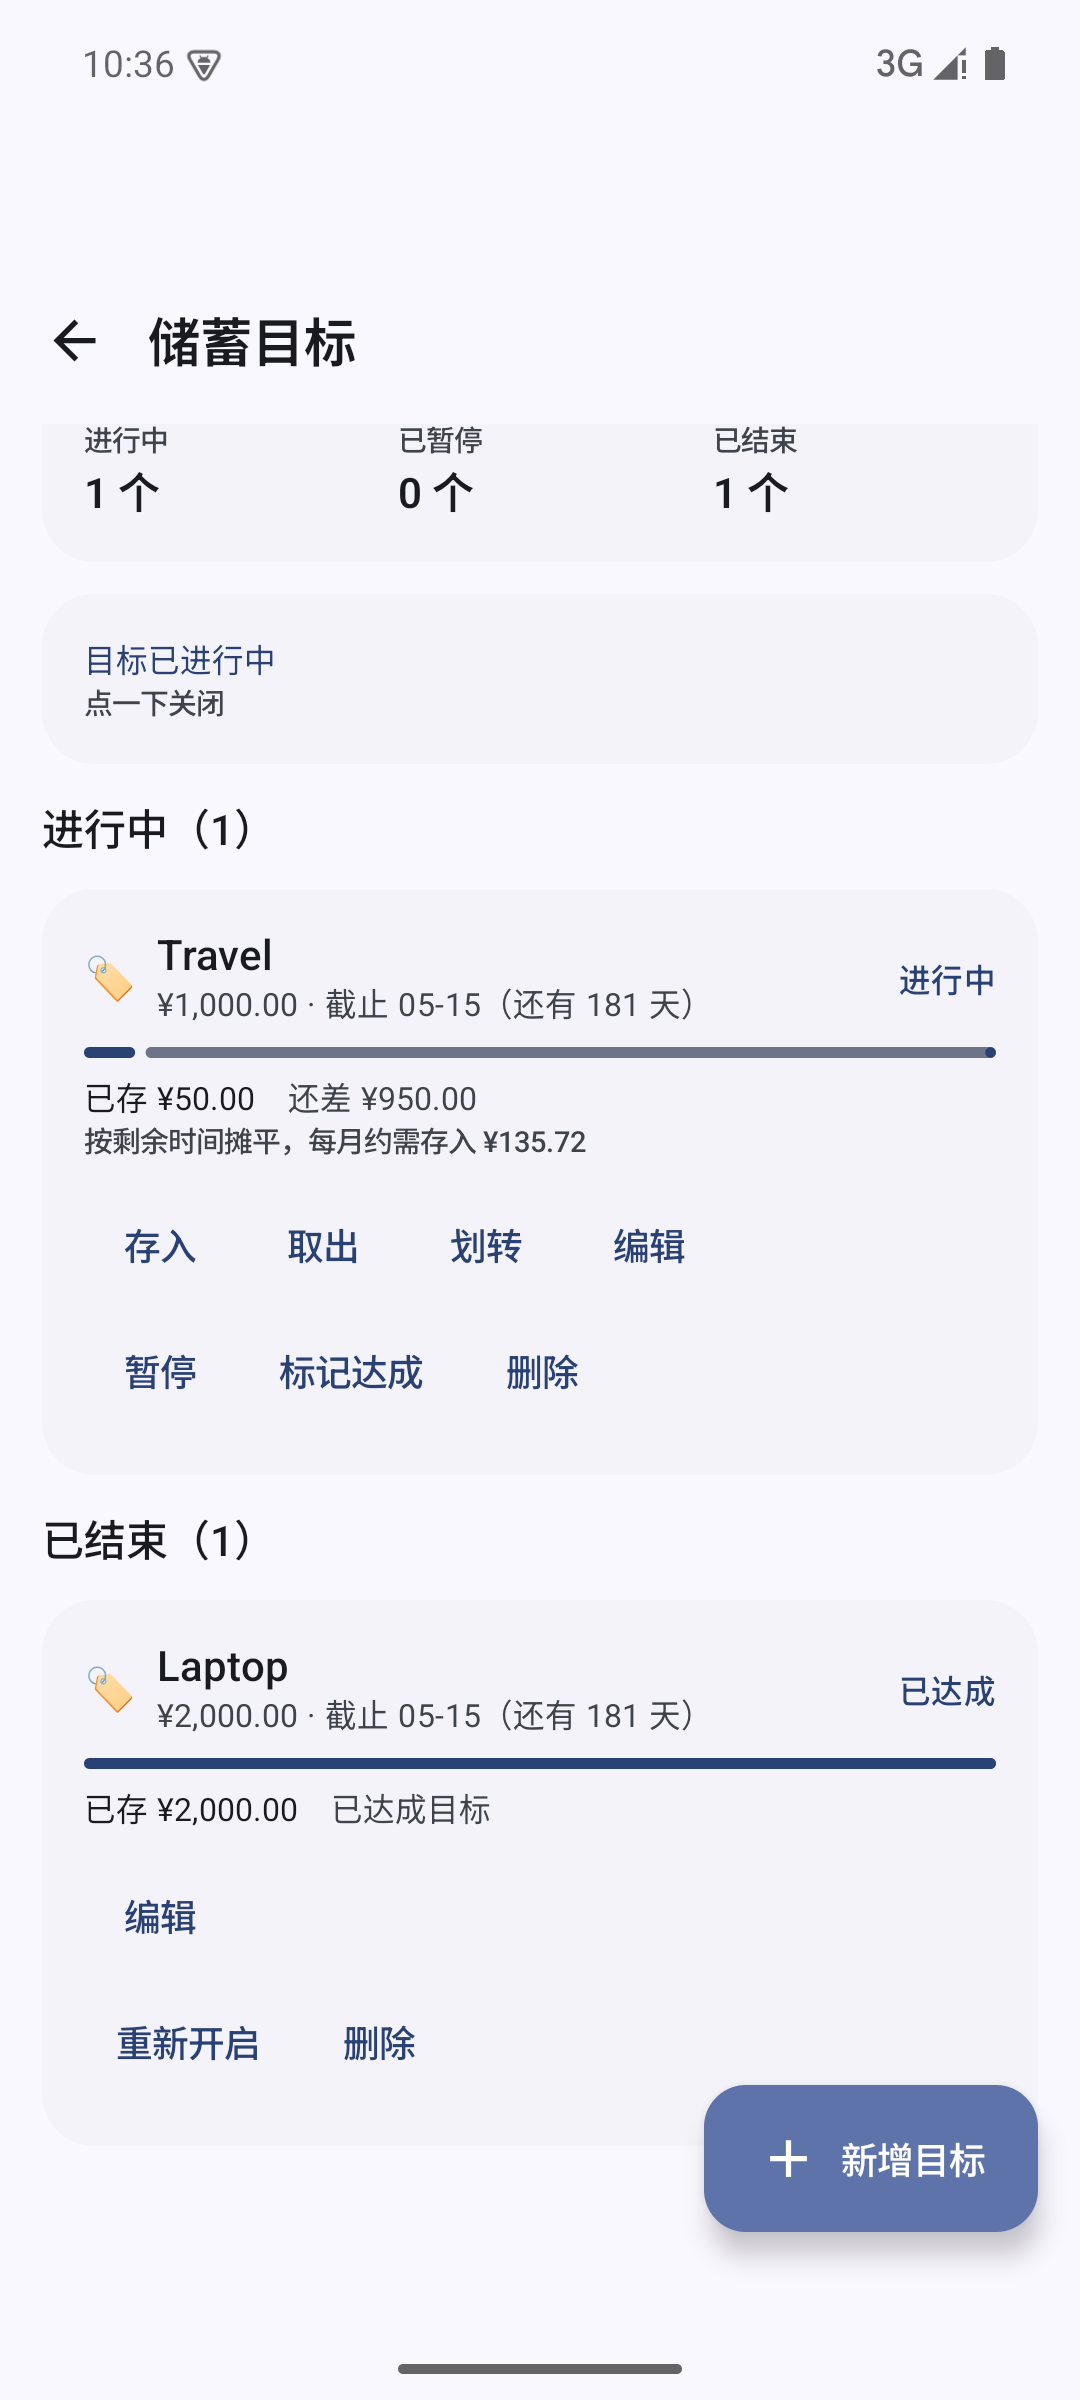 10:36 3G
储蓄目标
进行中 已暂停 已结束
1 个 0 个 1 个
目标已进行中
点一下关闭
进行中（1）
Travel
¥1,000.00 · 截止 05-15（还有 181 天）
进行中
已存 ¥50.00 还差 ¥950.00
按剩余时间摊平，每月约需存入 ¥135.72
存入 取出 划转 编辑
暂停 标记达成 删除
已结束（1）
Laptop
¥2,000.00 · 截止 05-15（还有 181 天）
已达成
已存 ¥2,000.00 已达成目标
编辑
重新开启 删除
新增目标